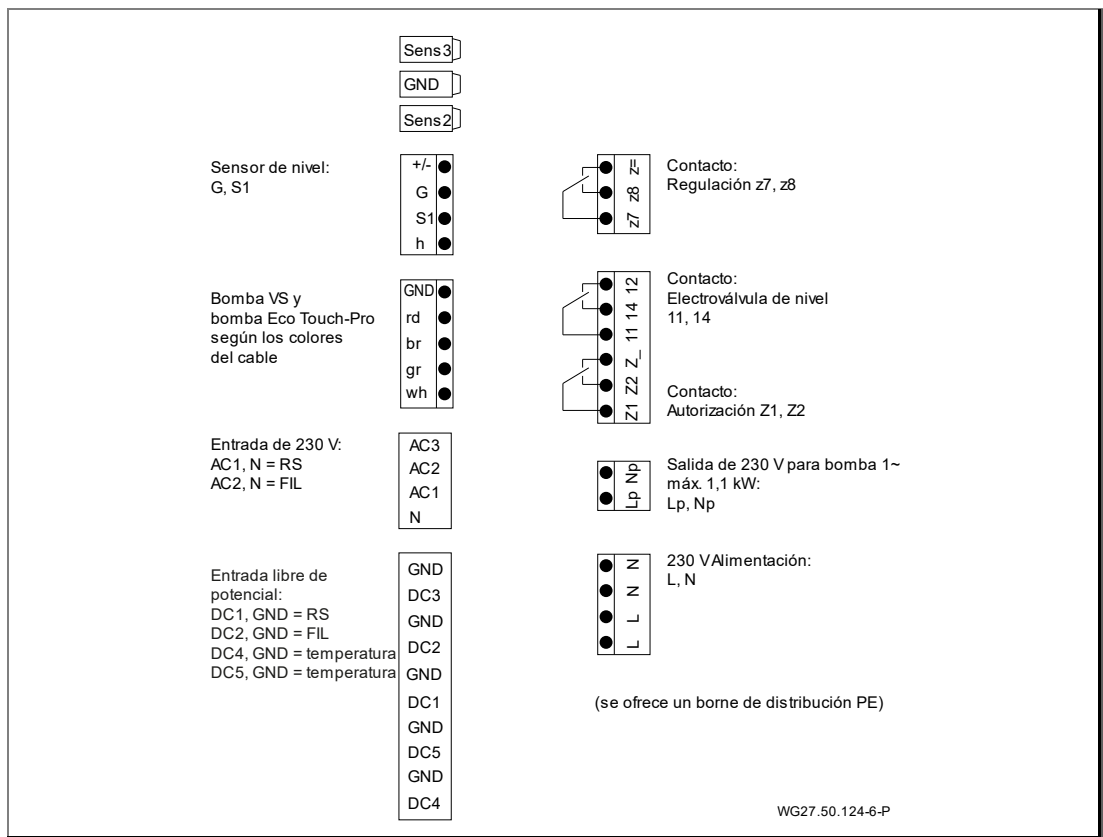 Sens3
GND
Sens2
Sensor de nivel:
G, S1
+/-
G
S1
h
z=
z8
z7
Contacto:
Regulación z7, z8
Bomba VS y
bomba Eco Touch-Pro
según los colores
del cable
GND
rd
br
gr
wh
12
14
11
Z_
Z2
Z1
Contacto:
Electroválvula de nivel
11, 14
Contacto:
Autorización Z1, Z2
Entrada de 230 V:
AC1, N = RS
AC2, N = FIL
AC3
AC2
AC1
N
Np
Lp
Salida de 230 V para bomba 1~
máx. 1,1 kW:
Lp, Np
Entrada libre de
potencial:
DC1, GND = RS
DC2, GND = FIL
DC4, GND = temperatura
DC5, GND = temperatura
GND
DC3
GND
DC2
GND
DC1
GND
DC5
GND
DC4
N
N
L
L
230 V Alimentación:
L, N
(se ofrece un borne de distribución PE)
WG27.50.124-6-P